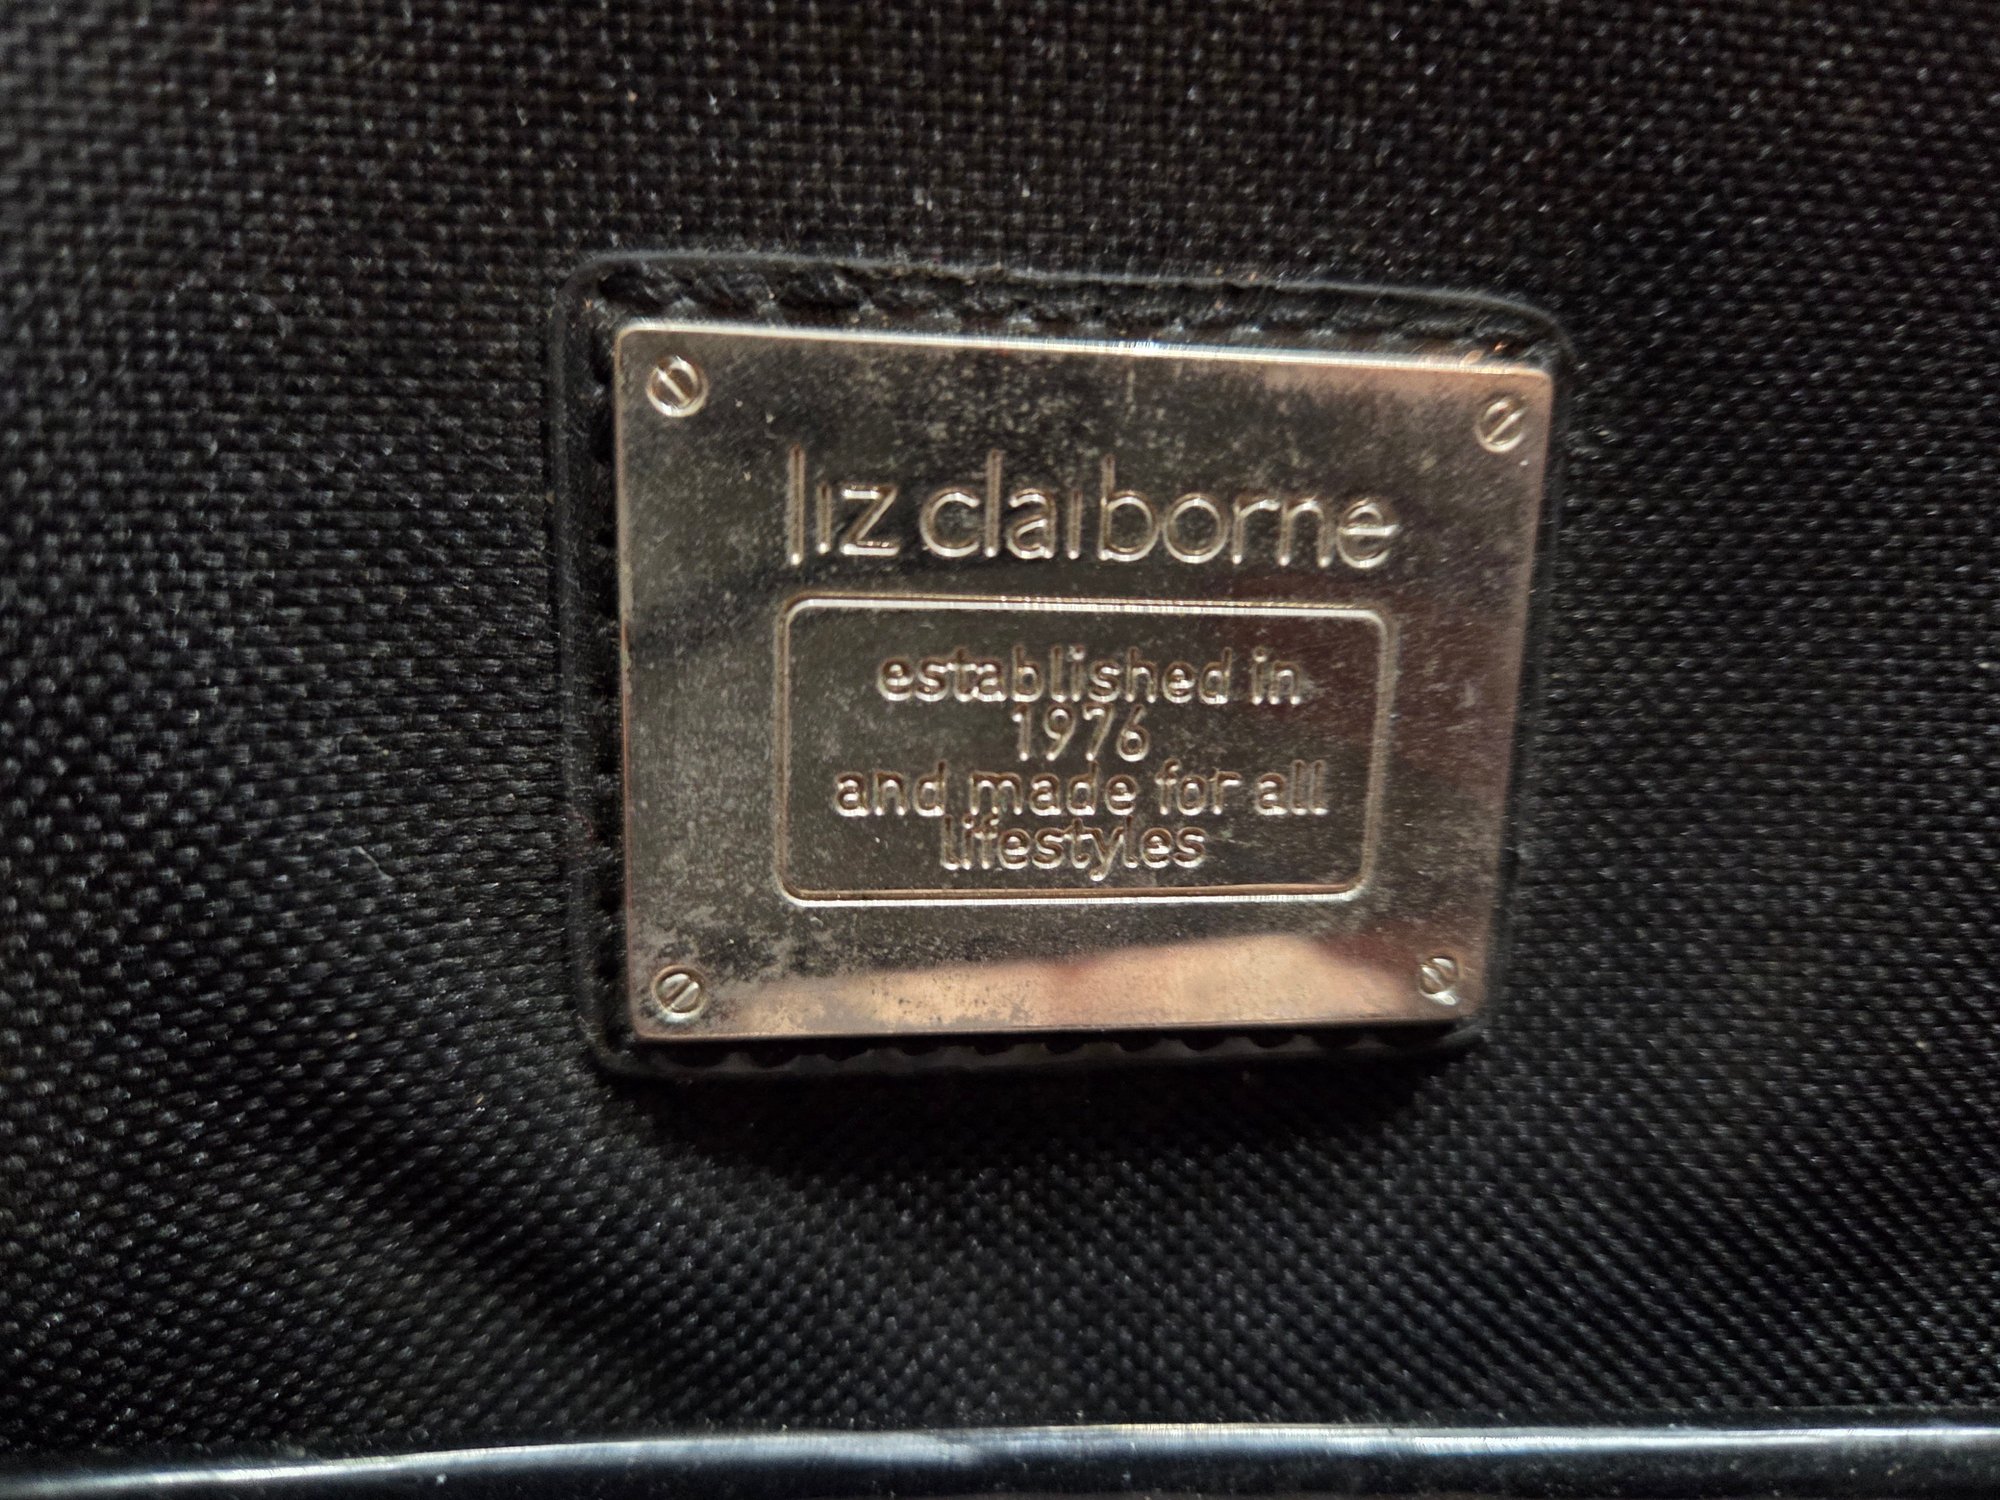 liz claiborne
established in
1976
and made for all
lifestyles